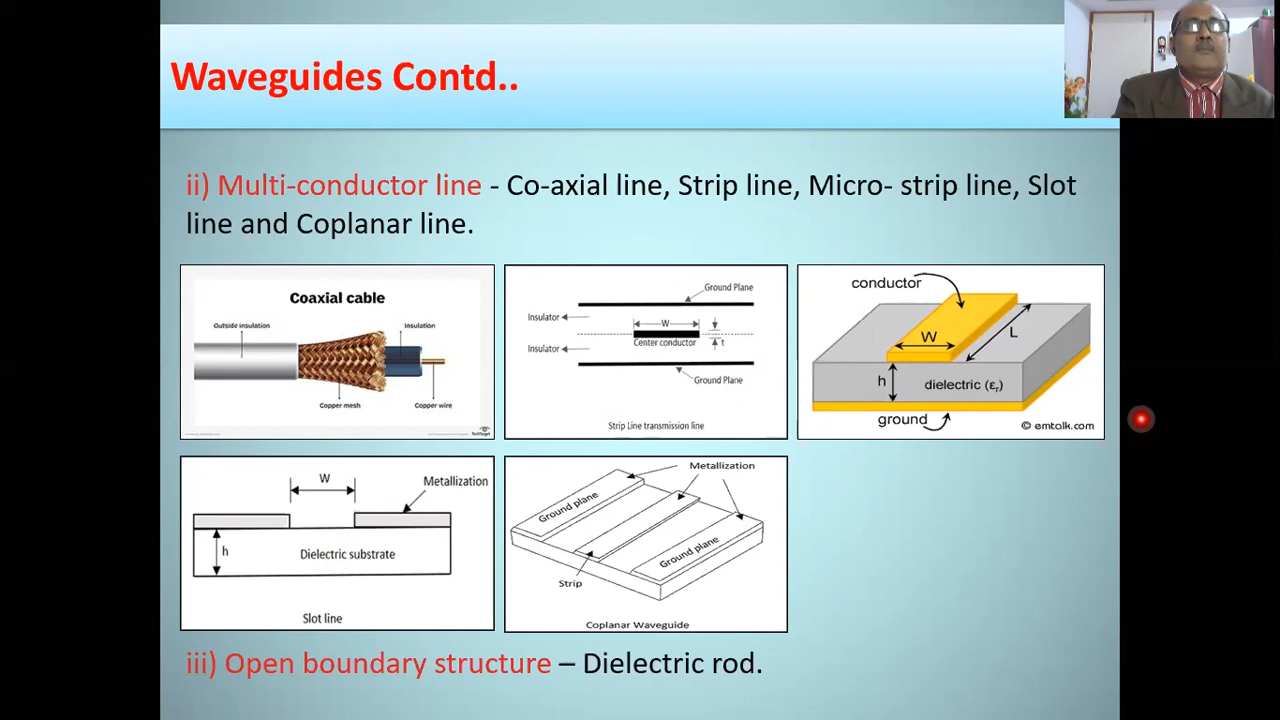 Waveguides Contd..
ii) Multi-conductor line - Co-axial line, Strip line, Micro- strip line, Slot
line and Coplanar line.
Coaxial cable
Outside insulation
Insulation
Copper mesh
Copper wire
TechTarget
Ground Plane
Insulator
W
Center conductor
t
Insulator
Ground Plane
Strip Line transmission line
conductor
W
L
h
dielectric (εr)
ground
© emtalk.com
W
Metallization
h
Dielectric substrate
Slot line
Metallization
Ground plane
Ground plane
Strip
Coplanar Waveguide
iii) Open boundary structure – Dielectric rod.